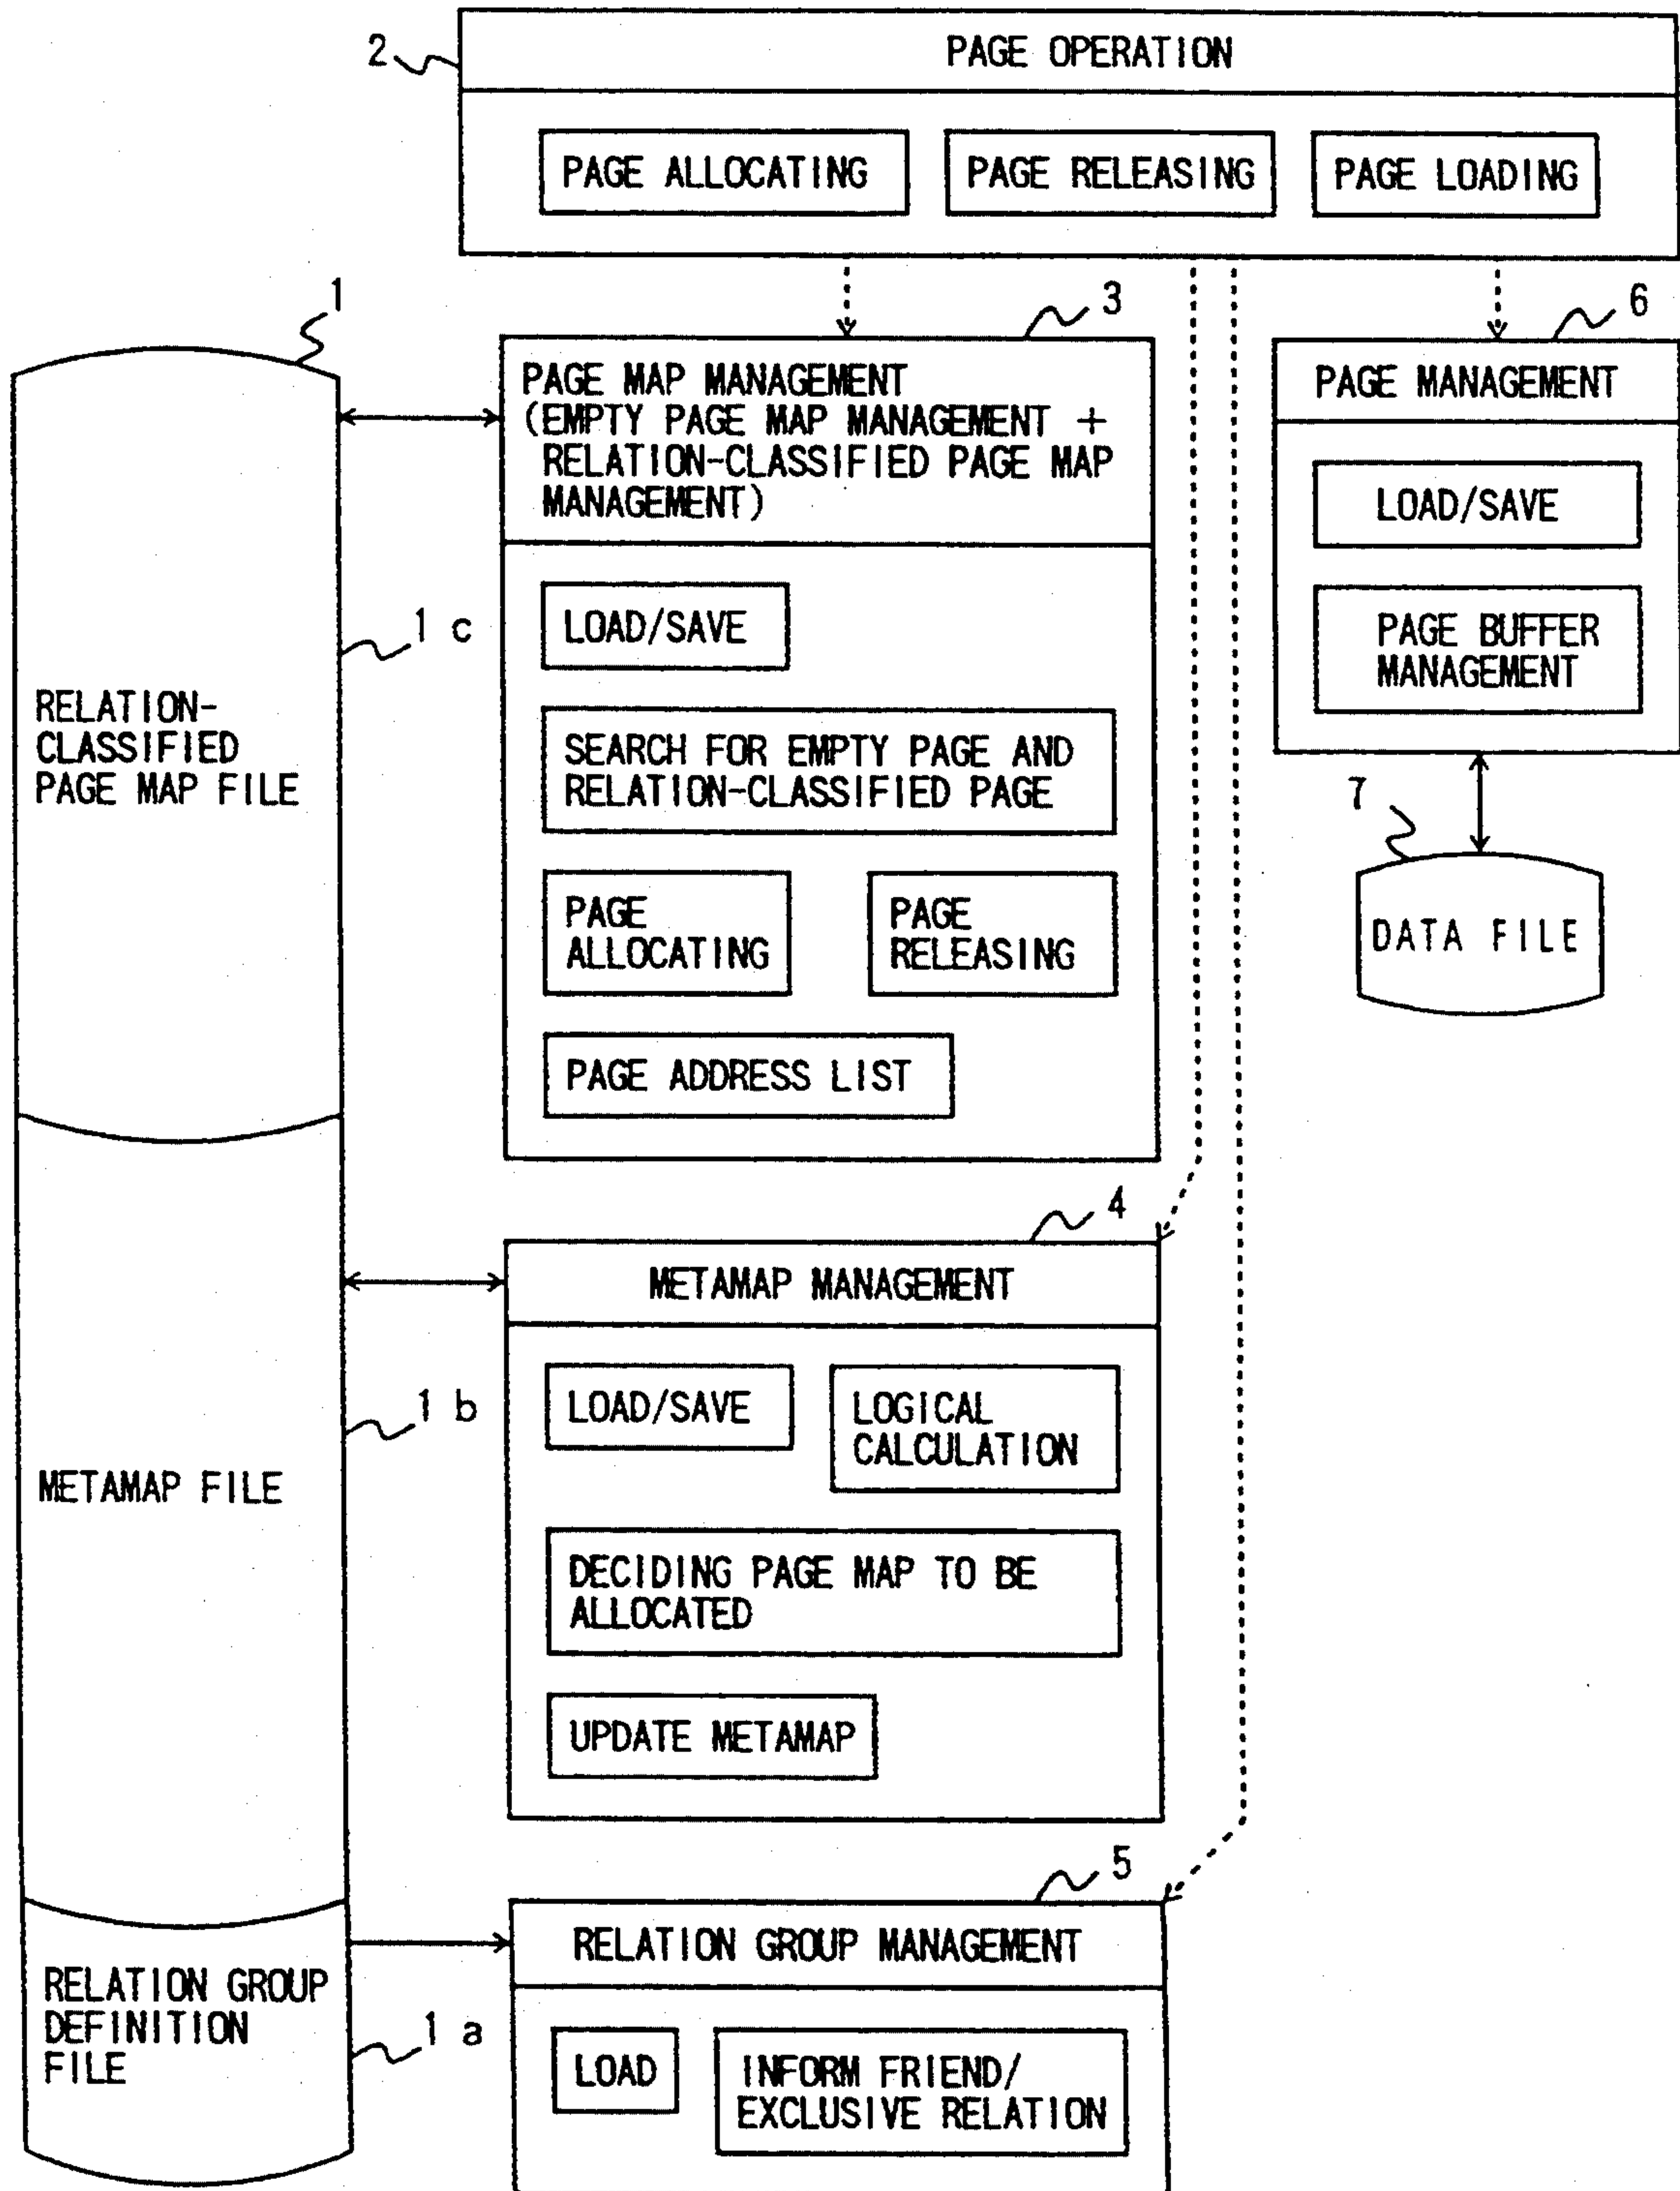 2
PAGE OPERATION
PAGE ALLOCATING
PAGE RELEASING
PAGE LOADING
1
3
6
PAGE MAP MANAGEMENT
(EMPTY PAGE MAP MANAGEMENT +
RELATION-CLASSIFIED PAGE MAP
MANAGEMENT)
PAGE MANAGEMENT
LOAD/SAVE
PAGE BUFFER
MANAGEMENT
1 c
LOAD/SAVE
RELATION-
CLASSIFIED
PAGE MAP FILE
SEARCH FOR EMPTY PAGE AND
RELATION-CLASSIFIED PAGE
7
DATA FILE
PAGE
ALLOCATING
PAGE
RELEASING
PAGE ADDRESS LIST
4
METAMAP MANAGEMENT
1 b
LOAD/SAVE
LOGICAL
CALCULATION
METAMAP FILE
DECIDING PAGE MAP TO BE
ALLOCATED
UPDATE METAMAP
5
RELATION GROUP MANAGEMENT
RELATION GROUP
DEFINITION
FILE
1 a
LOAD
INFORM FRIEND/
EXCLUSIVE RELATION